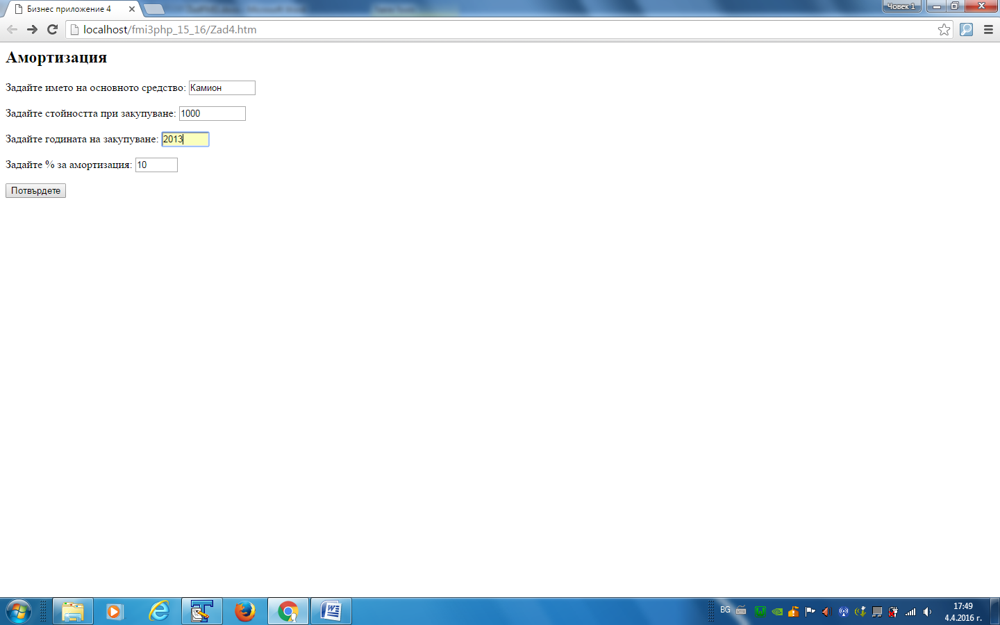 Бизнес приложение 4
Човек 1
localhost/fmi3php_15_16/Zad4.htm
Амортизация
Задайте името на основното средство: Камион
Задайте стойността при закупуване: 1000
Задайте годината на закупуване: 2013
Задайте % за амортизация: 10
Потвърдете
BG
17:49
4.4.2016 г.